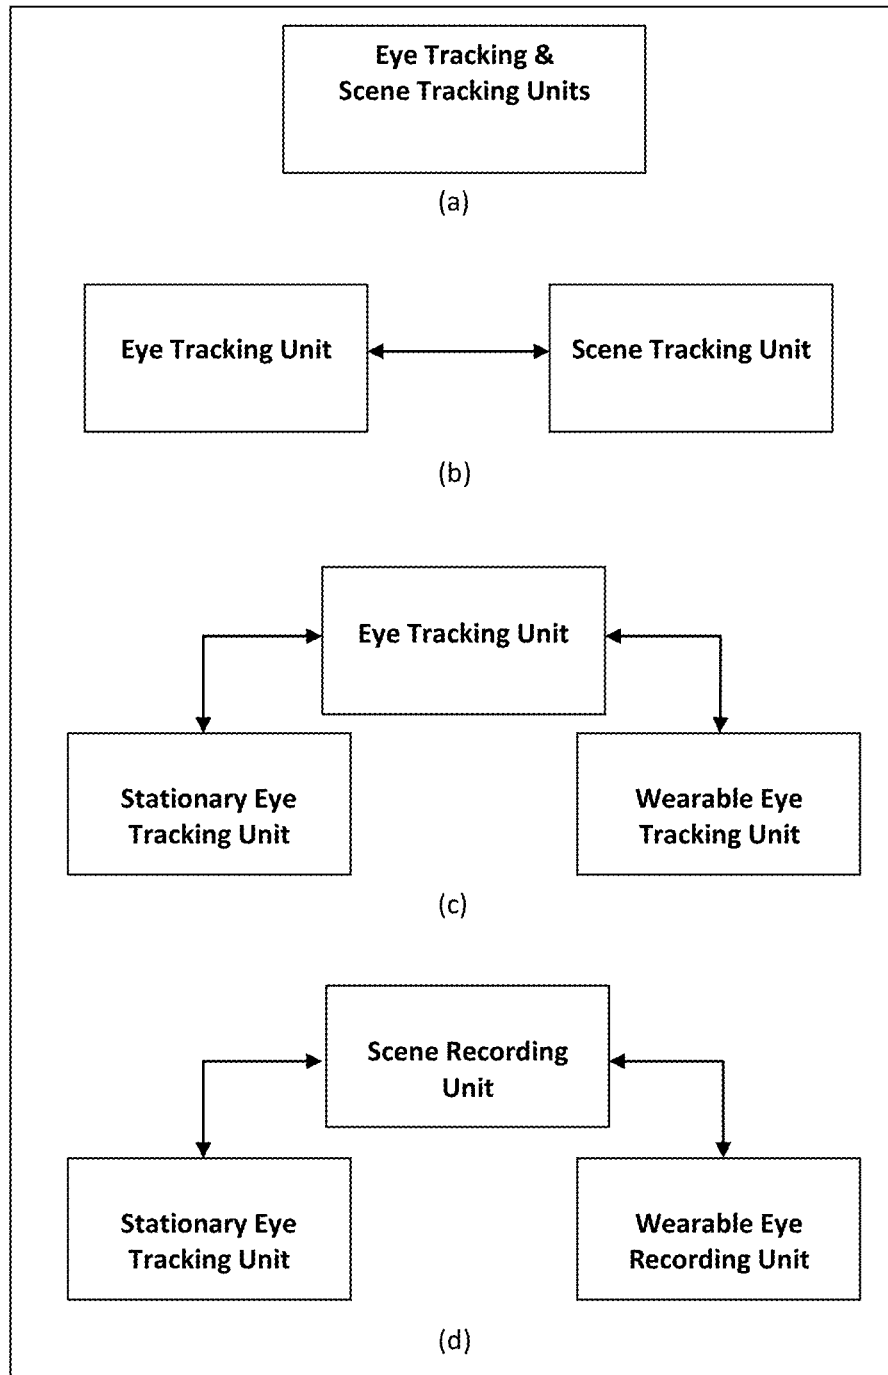 Eye Tracking &
Scene Tracking Units
(a)
Eye Tracking Unit
Scene Tracking Unit
(b)
Eye Tracking Unit
Stationary Eye
Tracking Unit
Wearable Eye
Tracking Unit
(c)
Scene Recording
Unit
Stationary Eye
Tracking Unit
Wearable Eye
Recording Unit
(d)